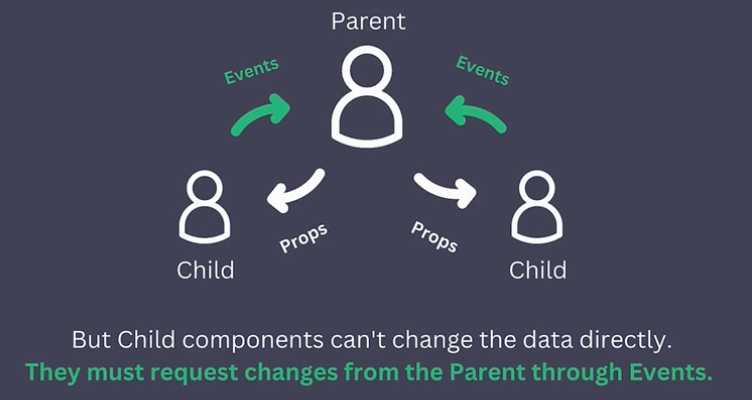 Parent
Events
Events
Props
Props
Child
Child
But Child components can't change the data directly.
They must request changes from the Parent through Events.